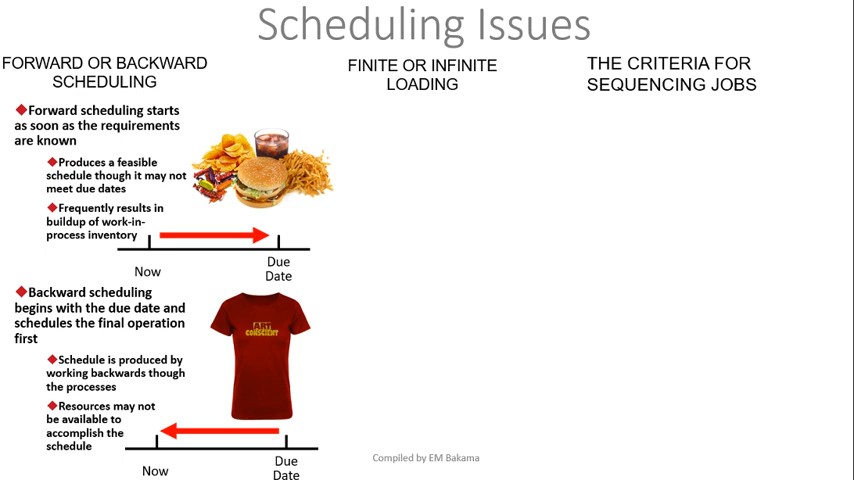 Scheduling Issues
FORWARD OR BACKWARD
SCHEDULING
◆Forward scheduling starts
as soon as the requirements
are known
◆Produces a feasible
schedule though it may not
meet due dates
◆Frequently results in
buildup of work-in-
process inventory
Now
Due
Date
◆Backward scheduling
begins with the due date and
schedules the final operation
first
◆Schedule is produced by
working backwards though
the processes
◆Resources may not
be available to
accomplish the
schedule
ART
CONSCIENT
Now
Due
Date
FINITE OR INFINITE
LOADING
THE CRITERIA FOR
SEQUENCING JOBS
Compiled by EM Bakama